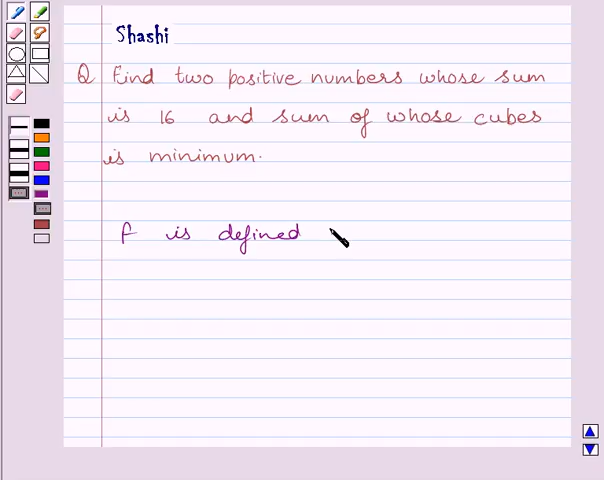 Shashi
Q Find two positive numbers whose sum
is 16 and sum of whose cubes
is minimum.
f is defined